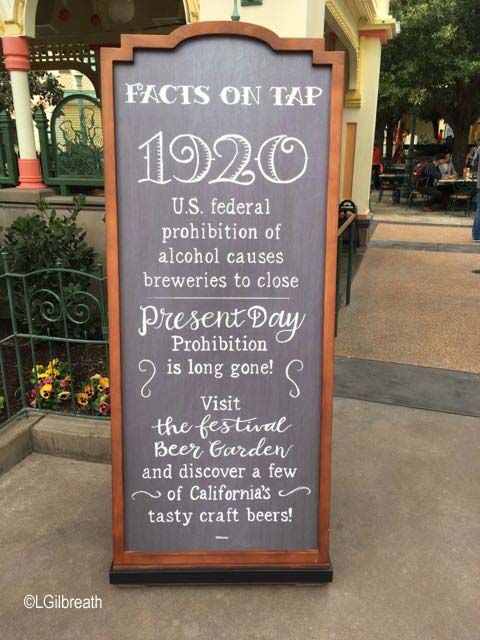 FACTS ON TAP
1920
U.S. federal
prohibition of
alcohol causes
breweries to close
Present Day
Prohibition
is long gone!
Visit
the festival
Beer Garden
and discover a few
of California's
tasty craft beers!
©Disney
©LGilbreath